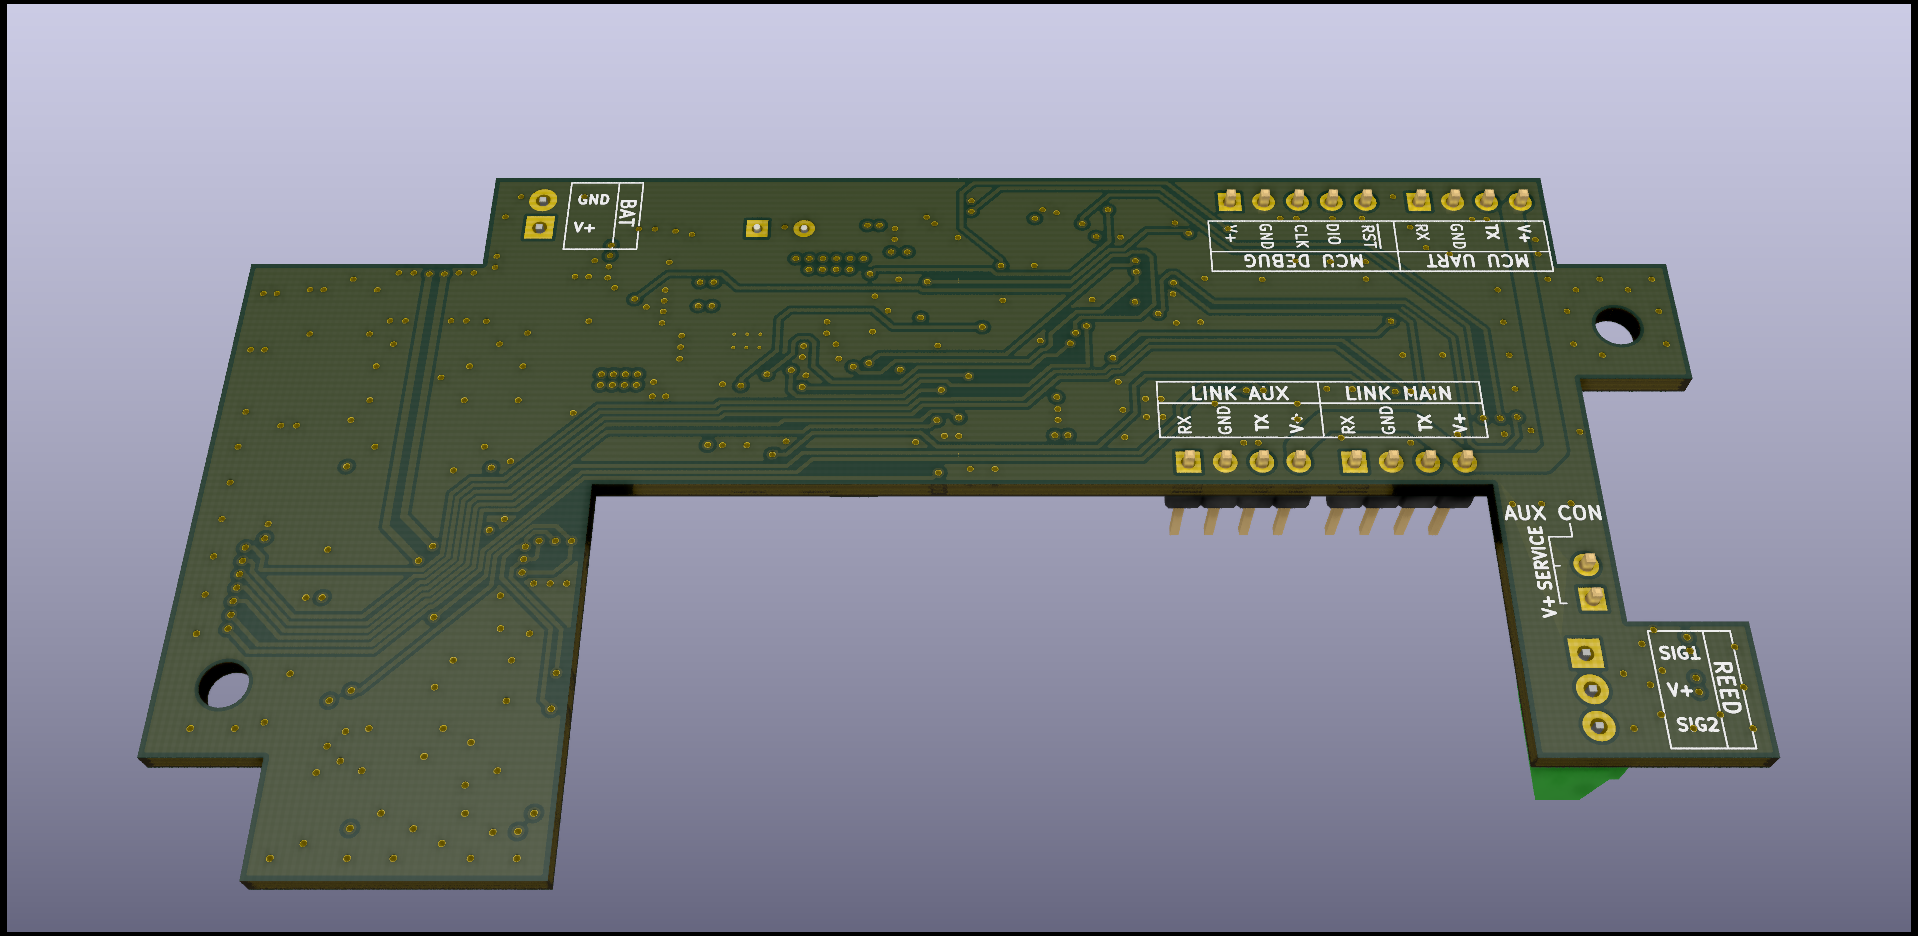 GND
V+
BAT
V+ GND CLK DIO RST
RX GND TX V+
MCU DEBUG
MCU UART
LINK AUX
LINK MAIN
RX GND TX V+
RX GND TX V+
AUX CON
V+ SERVICE
SIG1
V+
SIG2
REED